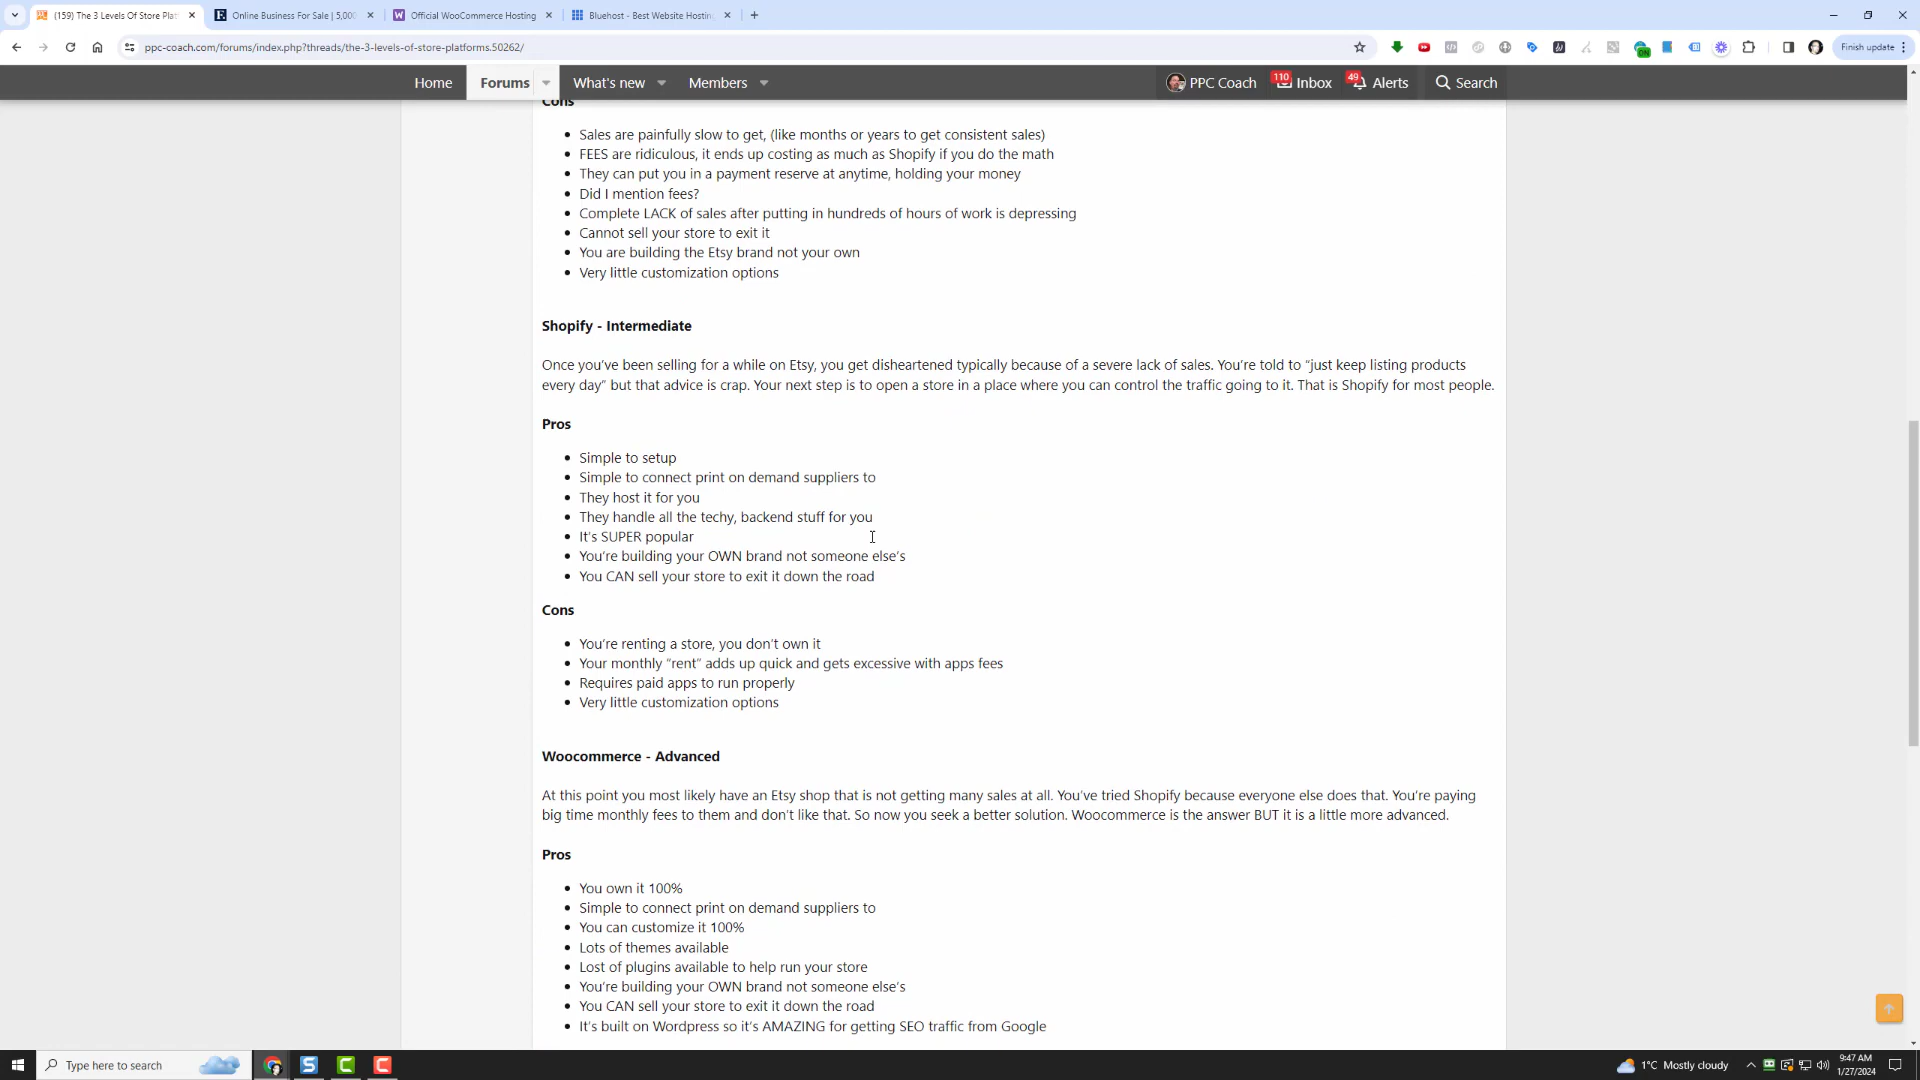 (159) The 3 Levels Of Store Plat
Online Business For Sale | 5,000
Official WooCommerce Hosting
Bluehost - Best Website Hosting
ppc-coach.com/forums/index.php?threads/the-3-levels-of-store-platforms.50262/
ON
Finish update
Home
Forums
What's new
Members
PPC Coach
110
Inbox
49
Alerts
Search
Cons
Sales are painfully slow to get, (like months or years to get consistent sales)
FEES are ridiculous, it ends up costing as much as Shopify if you do the math
They can put you in a payment reserve at anytime, holding your money
Did I mention fees?
Complete LACK of sales after putting in hundreds of hours of work is depressing
Cannot sell your store to exit it
You are building the Etsy brand not your own
Very little customization options
Shopify - Intermediate
Once you've been selling for a while on Etsy, you get disheartened typically because of a severe lack of sales. You're told to “just keep listing products
every day” but that advice is crap. Your next step is to open a store in a place where you can control the traffic going to it. That is Shopify for most people.
Pros
Simple to setup
Simple to connect print on demand suppliers to
They host it for you
They handle all the techy, backend stuff for you
It's SUPER popular
You're building your OWN brand not someone else's
You CAN sell your store to exit it down the road
Cons
You're renting a store, you don't own it
Your monthly “rent” adds up quick and gets excessive with apps fees
Requires paid apps to run properly
Very little customization options
Woocommerce - Advanced
At this point you most likely have an Etsy shop that is not getting many sales at all. You've tried Shopify because everyone else does that. You're paying
big time monthly fees to them and don't like that. So now you seek a better solution. Woocommerce is the answer BUT it is a little more advanced.
Pros
You own it 100%
Simple to connect print on demand suppliers to
You can customize it 100%
Lots of themes available
Lost of plugins available to help run your store
You're building your OWN brand not someone else's
You CAN sell your store to exit it down the road
It's built on Wordpress so it's AMAZING for getting SEO traffic from Google
Type here to search
1°C Mostly cloudy
9:47 AM
1/27/2024